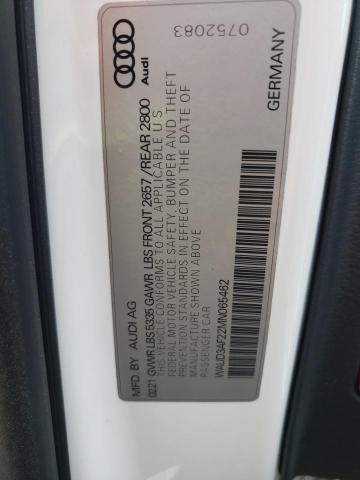 Audi
0752083
GERMANY
MFD BY AUDI AG
02 21 GVWR LBS 5335 GAWR LBS FRONT 2657 / REAR 2800
THIS VEHICLE CONFORMS TO ALL APPLICABLE U S
FEDERAL MOTOR VEHICLE SAFETY, BUMPER AND THEFT
PREVENTION STANDARDS IN EFFECT ON THE DATE
OF MANUFACTURE SHOWN ABOVE
PASSENGER CAR
WAUD3AF22MN065462